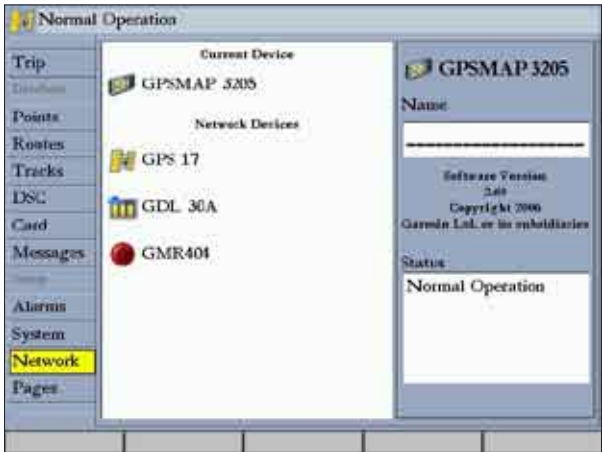 Normal Operation
Trip
Points
Routes
Tracks
DSC
Card
Messages
Alarms
System
Network
Pages
Current Device
GPSMAP 3205
Network Devices
GPS 17
GDL 30A
GMR404
GPSMAP 3205
Name
Software Version
Copyright 2006
Garmin Ltd. or its subsidiaries
Status
Normal Operation